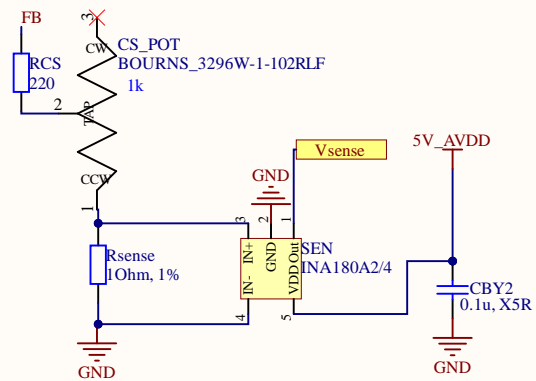 FB
3
CW
CS_POT
BOURNS_3296W-1-102RLF
1k
RCS
220
2
TAP
CCW
1
Vsense
5V_AVDD
GND
3
2
1
IN+
GND
Out
SEN
INA180A2/4
Rsense
1Ohm, 1%
IN-
VDD
4
5
CBY2
0.1u, X5R
GND
GND